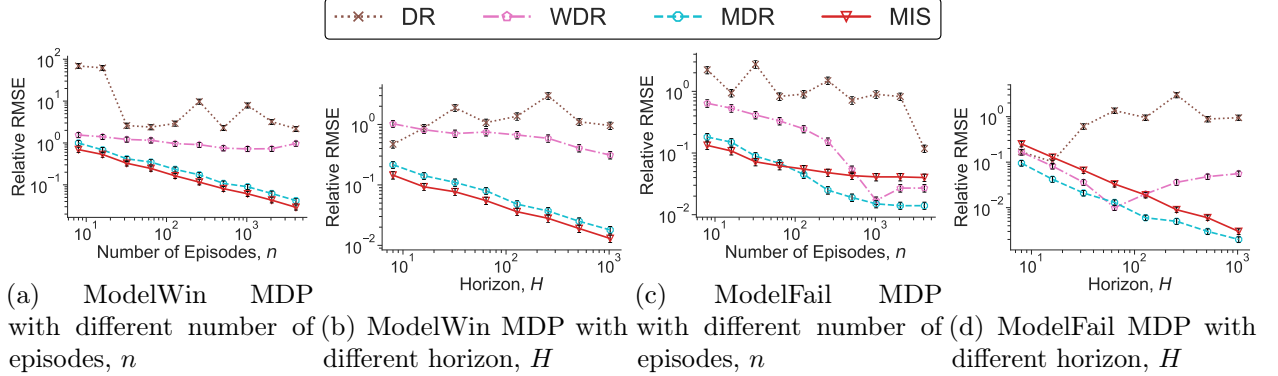 DR WDR MDR MIS
Relative RMSE
10^2
10^1
10^0
10^-1
10^1 10^2 10^3
Number of Episodes, n
Relative RMSE
10^0
10^-1
10^-2
10^1 10^2 10^3
Horizon, H
Relative RMSE
10^0
10^-1
10^-2
10^1 10^2 10^3
Number of Episodes, n
Relative RMSE
10^0
10^-1
10^-2
10^1 10^2 10^3
Horizon, H
(a) ModelWin MDP
with different number of
episodes, n
(b) ModelWin MDP with
different horizon, H
(c) ModelFail MDP
with different number of
episodes, n
(d) ModelFail MDP with
different horizon, H